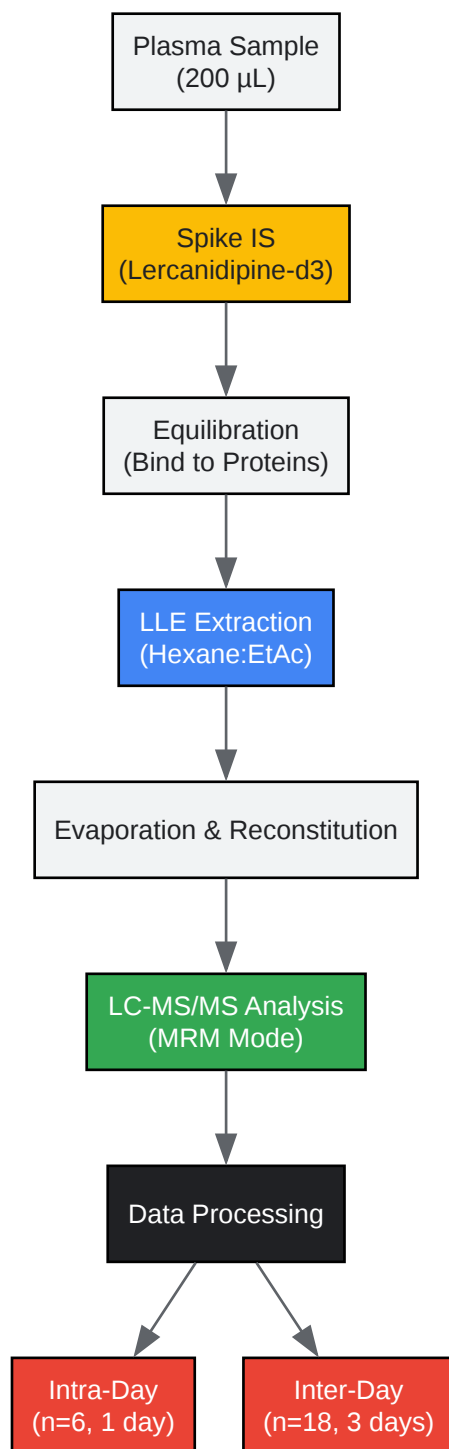 Plasma Sample
(200 µL)
Spike IS
(Lercanidipine-d3)
Equilibration
(Bind to Proteins)
LLE Extraction
(Hexane:EtAc)
Evaporation & Reconstitution
LC-MS/MS Analysis
(MRM Mode)
Data Processing
Intra-Day
(n=6, 1 day)
Inter-Day
(n=18, 3 days)